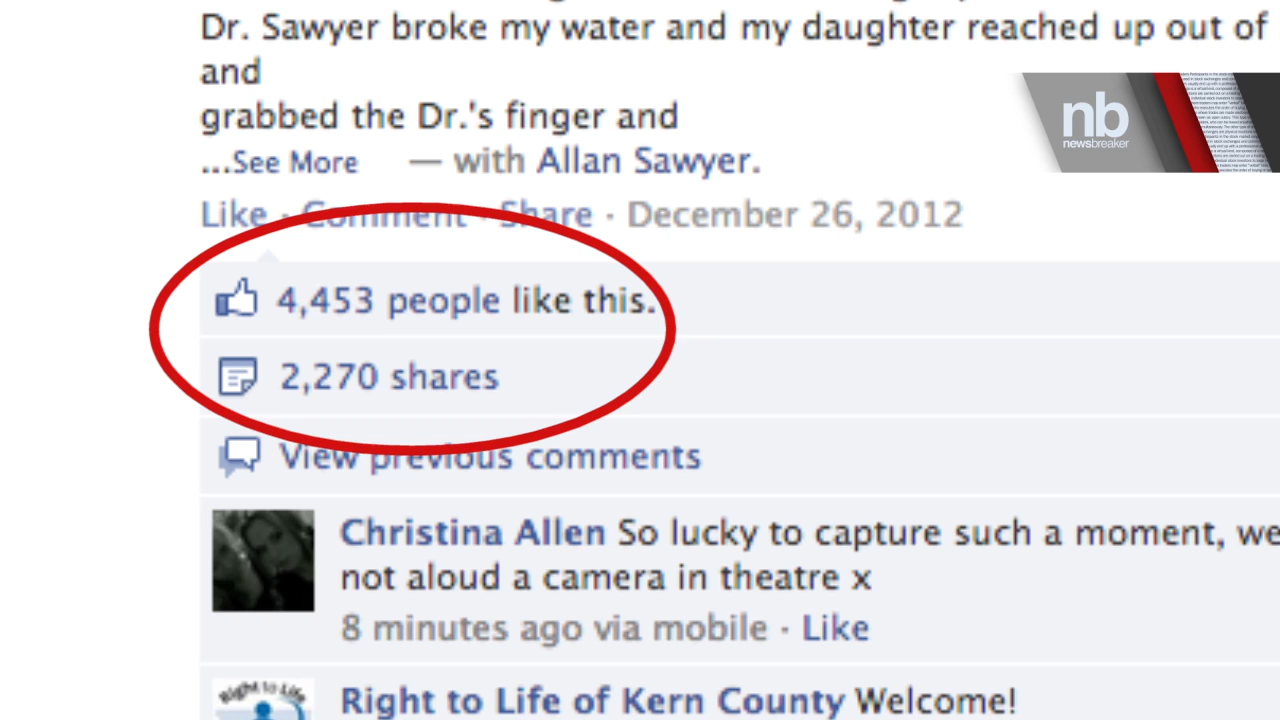 Dr. Sawyer broke my water and my daughter reached up out of
and
grabbed the Dr.'s finger and
...See More — with Allan Sawyer.
nb
newsbreaker
Like · Comment · Share · December 26, 2012
4,453 people like this.
2,270 shares
View previous comments
Christina Allen So lucky to capture such a moment, we
not aloud a camera in theatre x
8 minutes ago via mobile · Like
Right to Life
Right to Life of Kern County Welcome!